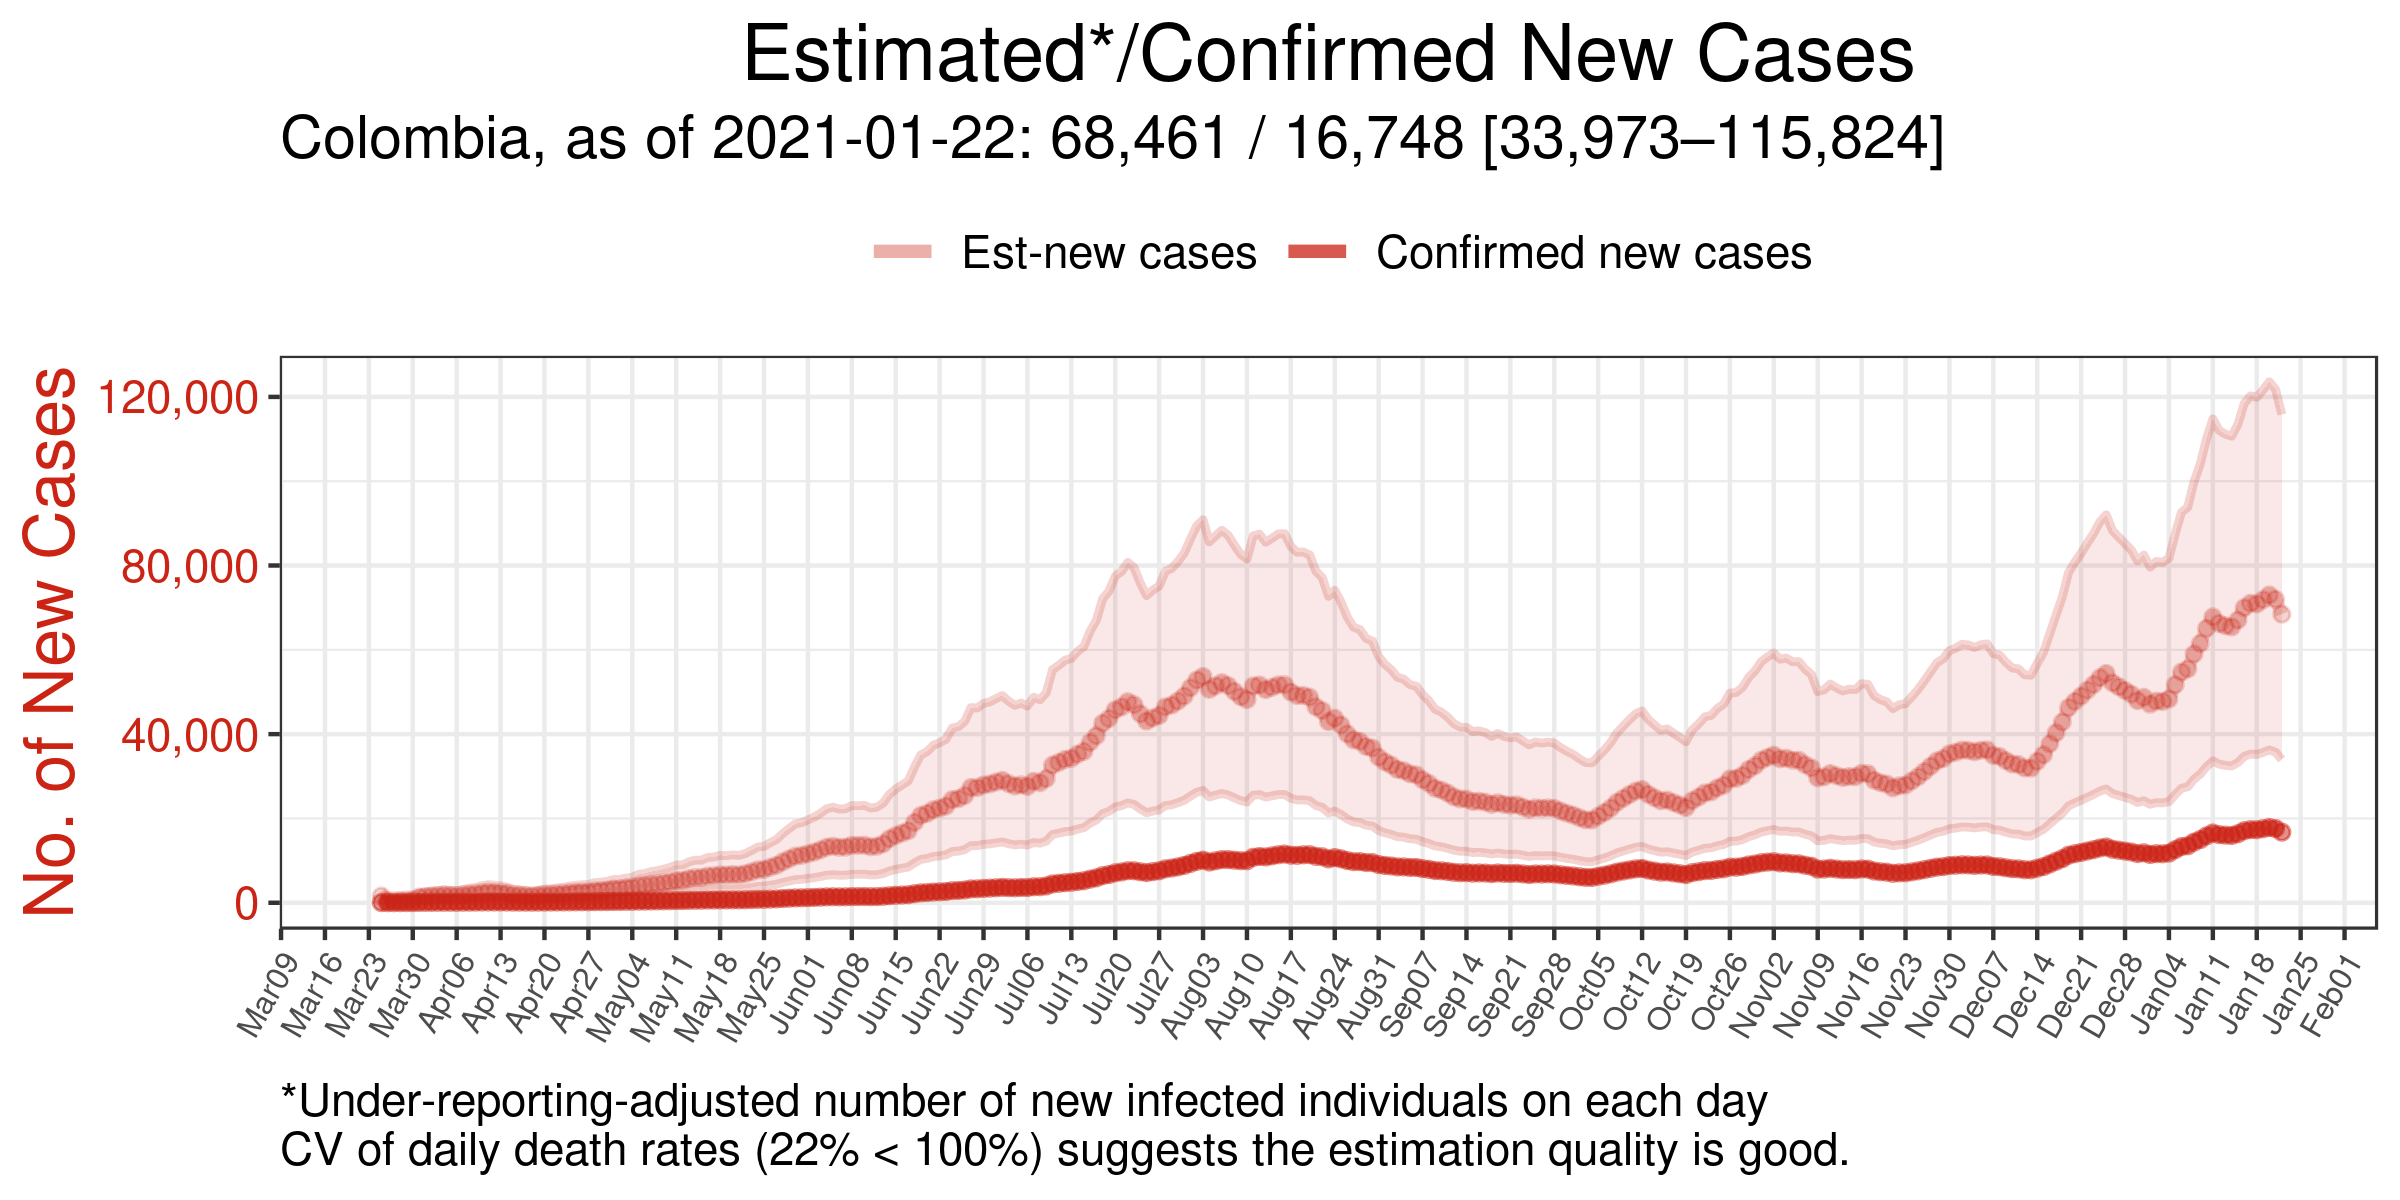 Estimated*/Confirmed New Cases
Colombia, as of 2021-01-22: 68,461 / 16,748 [33,973–115,824]
Est-new cases Confirmed new cases
No. of New Cases
120,000
80,000
40,000
0
Mar09 Mar16 Mar23 Mar30 Apr06 Apr13 Apr20 Apr27 May04 May11 May18 May25 Jun01 Jun08 Jun15 Jun22 Jun29 Jul06 Jul13 Jul20 Jul27 Aug03 Aug10 Aug17 Aug24 Aug31 Sep07 Sep14 Sep21 Sep28 Oct05 Oct12 Oct19 Oct26 Nov02 Nov09 Nov16 Nov23 Nov30 Dec07 Dec14 Dec21 Dec28 Jan04 Jan11 Jan18 Jan25 Feb01
*Under-reporting-adjusted number of new infected individuals on each day
CV of daily death rates (22% < 100%) suggests the estimation quality is good.